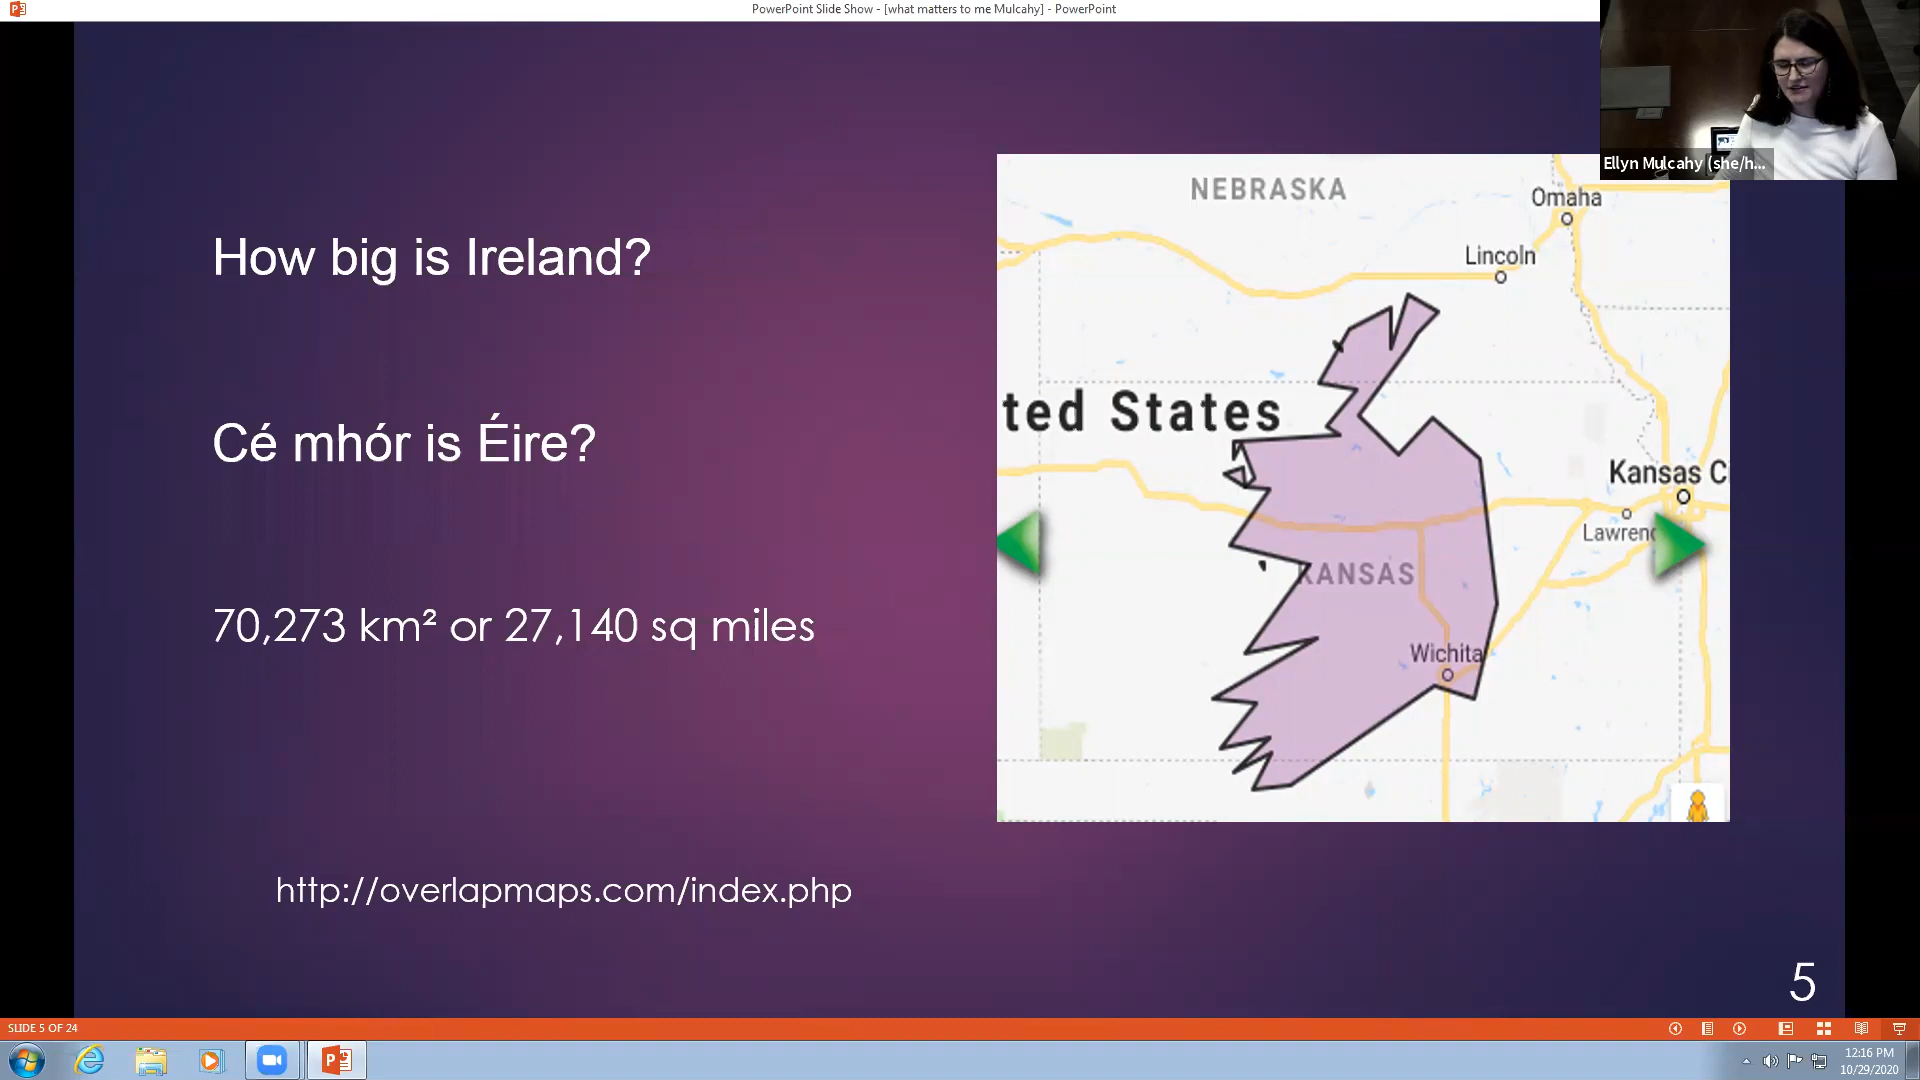 PowerPoint Slide Show - [what matters to me Mulcahy] - PowerPoint
Ellyn Mulcahy (she/h...
How big is Ireland?
Cé mhór is Éire?
70,273 km² or 27,140 sq miles
http://overlapmaps.com/index.php
NEBRASKA
Omaha
Lincoln
ted States
Kansas C
Lawrenc
KANSAS
Wichita
5
SLIDE 5 OF 24
12:16 PM
10/29/2020